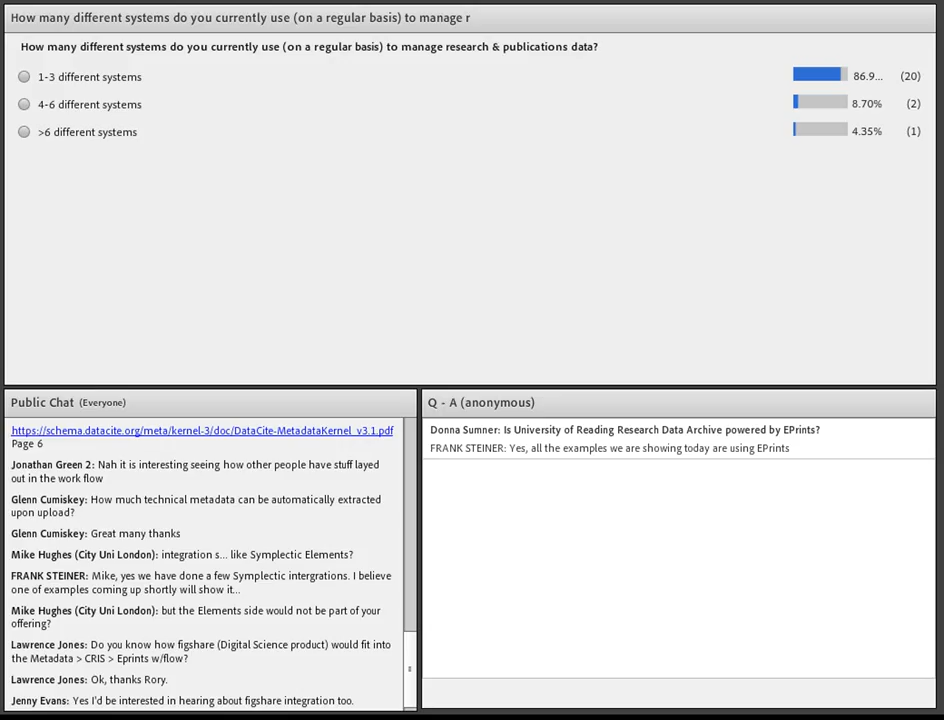 How many different systems do you currently use (on a regular basis) to manage r
How many different systems do you currently use (on a regular basis) to manage research & publications data?
1-3 different systems 86.9... (20)
4-6 different systems 8.70% (2)
>6 different systems 4.35% (1)
Public Chat (Everyone)
https://schema.datacite.org/meta/kernel-3/doc/DataCite-MetadataKernel_v3.1.pdf
Page 6
Jonathan Green 2: Nah it is interesting seeing how other people have stuff layed
out in the work flow
Glenn Cumiskey: How much technical metadata can be automatically extracted
upon upload?
Glenn Cumiskey: Great many thanks
Mike Hughes (City Uni London): integration s... like Symplectic Elements?
FRANK STEINER: Mike, yes we have done a few Symplectic intergrations. I believe
one of examples coming up shortly will show it...
Mike Hughes (City Uni London): but the Elements side would not be part of your
offering?
Lawrence Jones: Do you know how figshare (Digital Science product) would fit into
the Metadata > CRIS > Eprints w/flow?
Lawrence Jones: Ok, thanks Rory.
Jenny Evans: Yes I'd be interested in hearing about figshare integration too.
Q - A (anonymous)
Donna Sumner: Is University of Reading Research Data Archive powered by EPrints?
FRANK STEINER: Yes, all the examples we are showing today are using EPrints